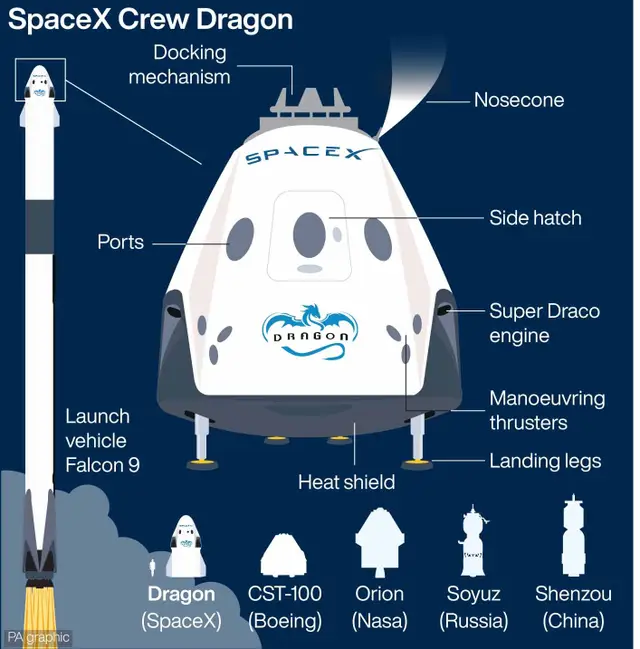 SpaceX Crew Dragon
Docking
mechanism
Nosecone
SPACEX
Side hatch
Ports
Super Draco
engine
DRAGON
Manoeuvring
thrusters
Launch
vehicle
Falcon 9
Landing legs
Heat shield
Dragon
(SpaceX)
CST-100
(Boeing)
Orion
(Nasa)
Soyuz
(Russia)
Shenzou
(China)
PA graphic